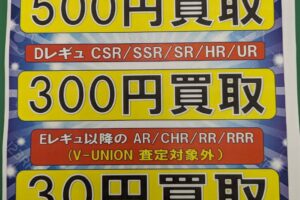 500円買取
Dレギュ CSR/SSR/SR/HR/UR
300円買取
Eレギュ以降の AR/CHR/RR/RRR
(V-UNION 査定対象外)
30円買取